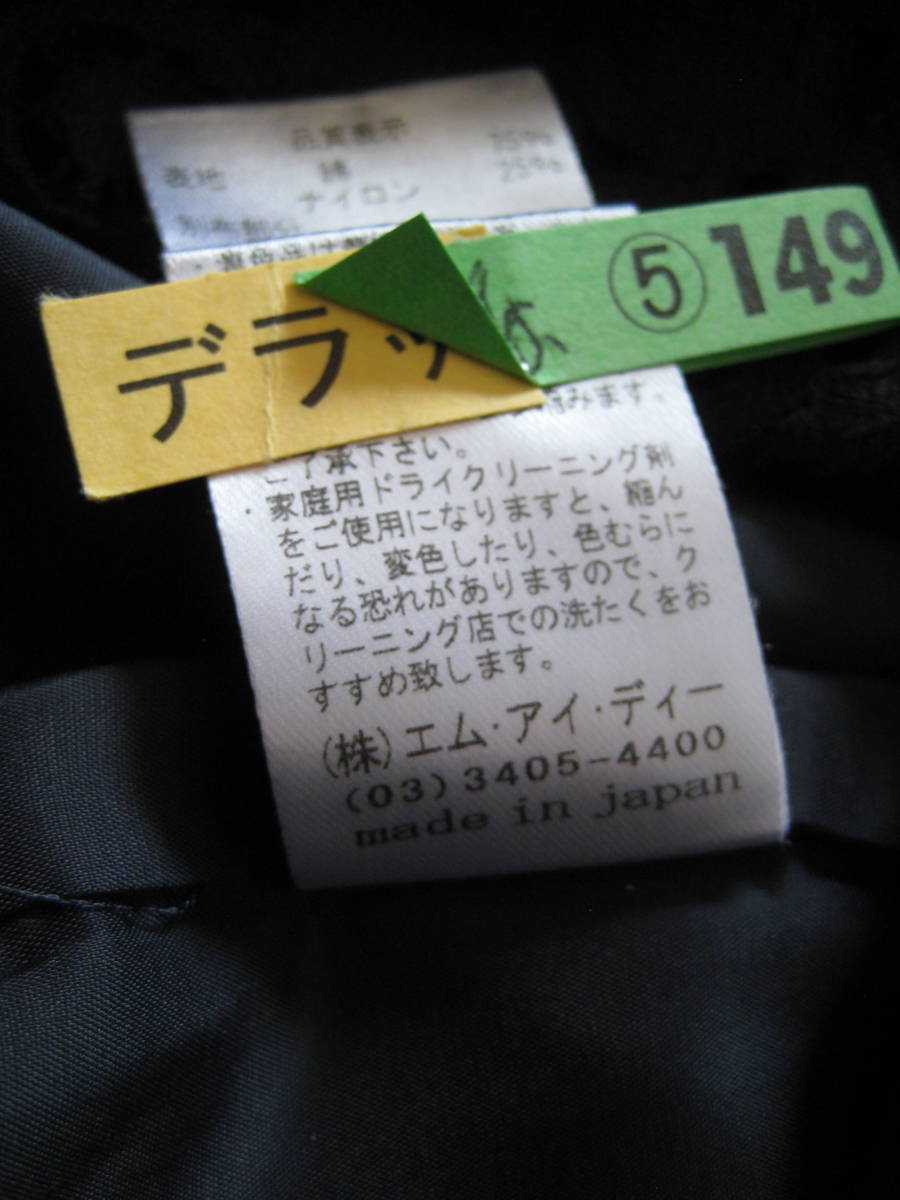 品質表示
表地 綿
ナイロン 25%
デラッ
⑤149
縮みます。
ご了承下さい。
・家庭用ドライクリーニング剤
をご使用になりますと、縮ん
だり、変色したり、色むらに
なる恐れがありますので、ク
リーニング店での洗たくをお
すすめ致します。
(株)エム・アイ・ディー
(03)3405-4400
made in japan